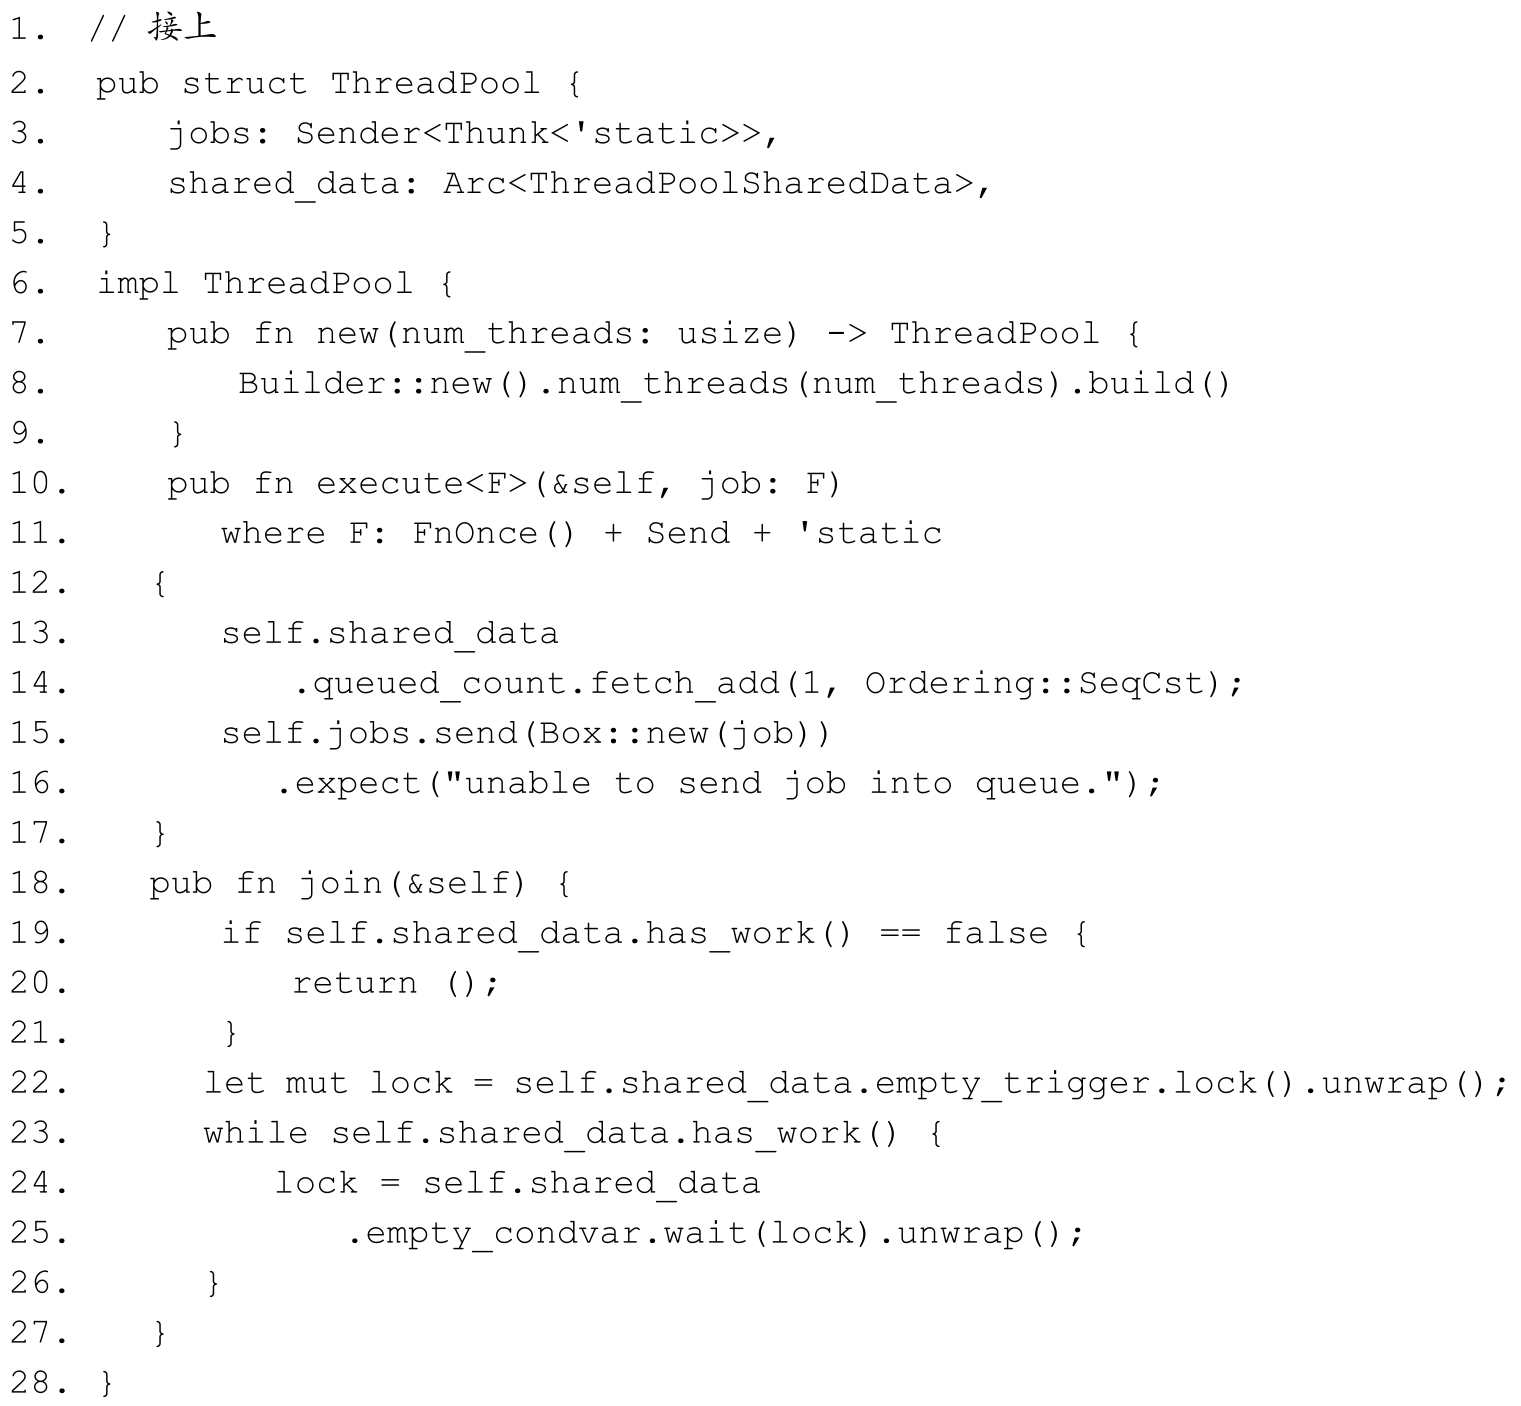 1.  // 接上
2.  pub struct ThreadPool {
3.      jobs: Sender<Thunk<'static>>,
4.      shared_data: Arc<ThreadPoolSharedData>,
5.  }
6.  impl ThreadPool {
7.      pub fn new(num_threads: usize) -> ThreadPool {
8.          Builder::new().num_threads(num_threads).build()
9.      }
10.     pub fn execute<F>(&self, job: F)
11.        where F: FnOnce() + Send + 'static
12.    {
13.        self.shared_data
14.            .queued_count.fetch_add(1, Ordering::SeqCst);
15.        self.jobs.send(Box::new(job))
16.           .expect("unable to send job into queue.");
17.    }
18.    pub fn join(&self) {
19.        if self.shared_data.has_work() == false {
20.            return ();
21.        }
22.       let mut lock = self.shared_data.empty_trigger.lock().unwrap();
23.       while self.shared_data.has_work() {
24.           lock = self.shared_data
25.               .empty_condvar.wait(lock).unwrap();
26.       }
27.    }
28. }